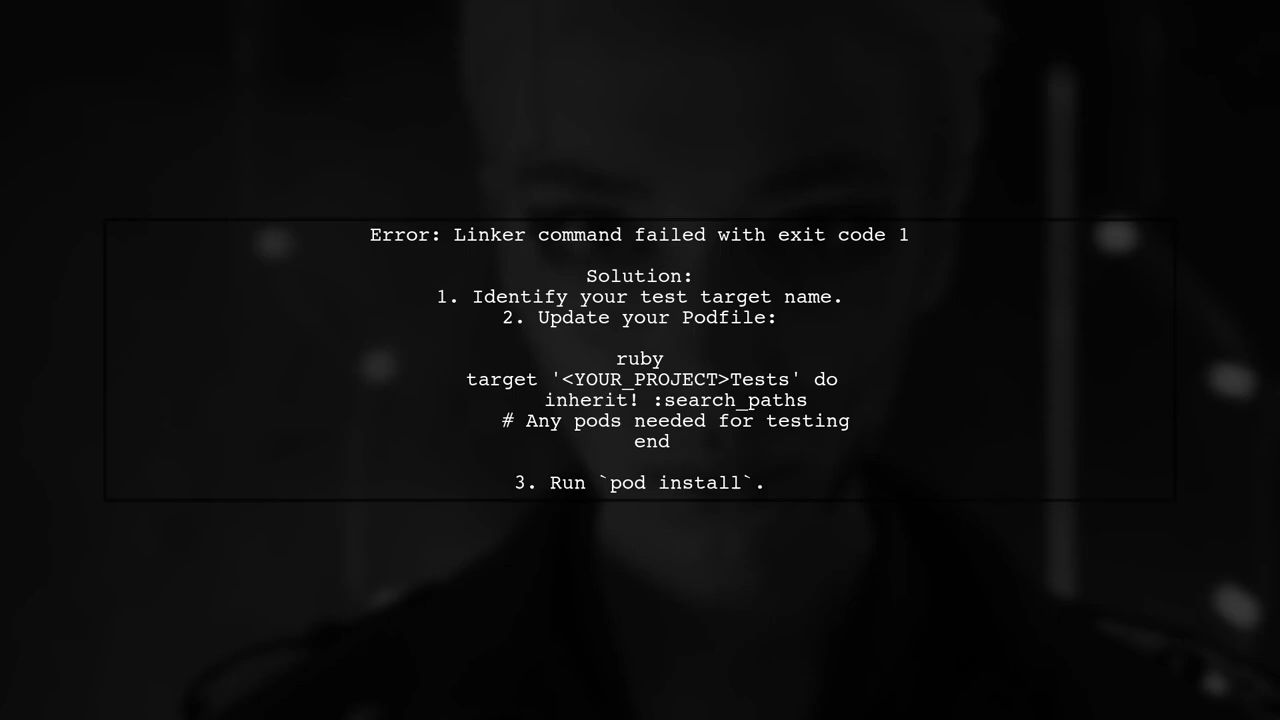 Error: Linker command failed with exit code 1
Solution:
1. Identify your test target name.
2. Update your Podfile:
ruby
target '<YOUR_PROJECT>Tests' do
inherit! :search_paths
# Any pods needed for testing
end
3. Run `pod install`.